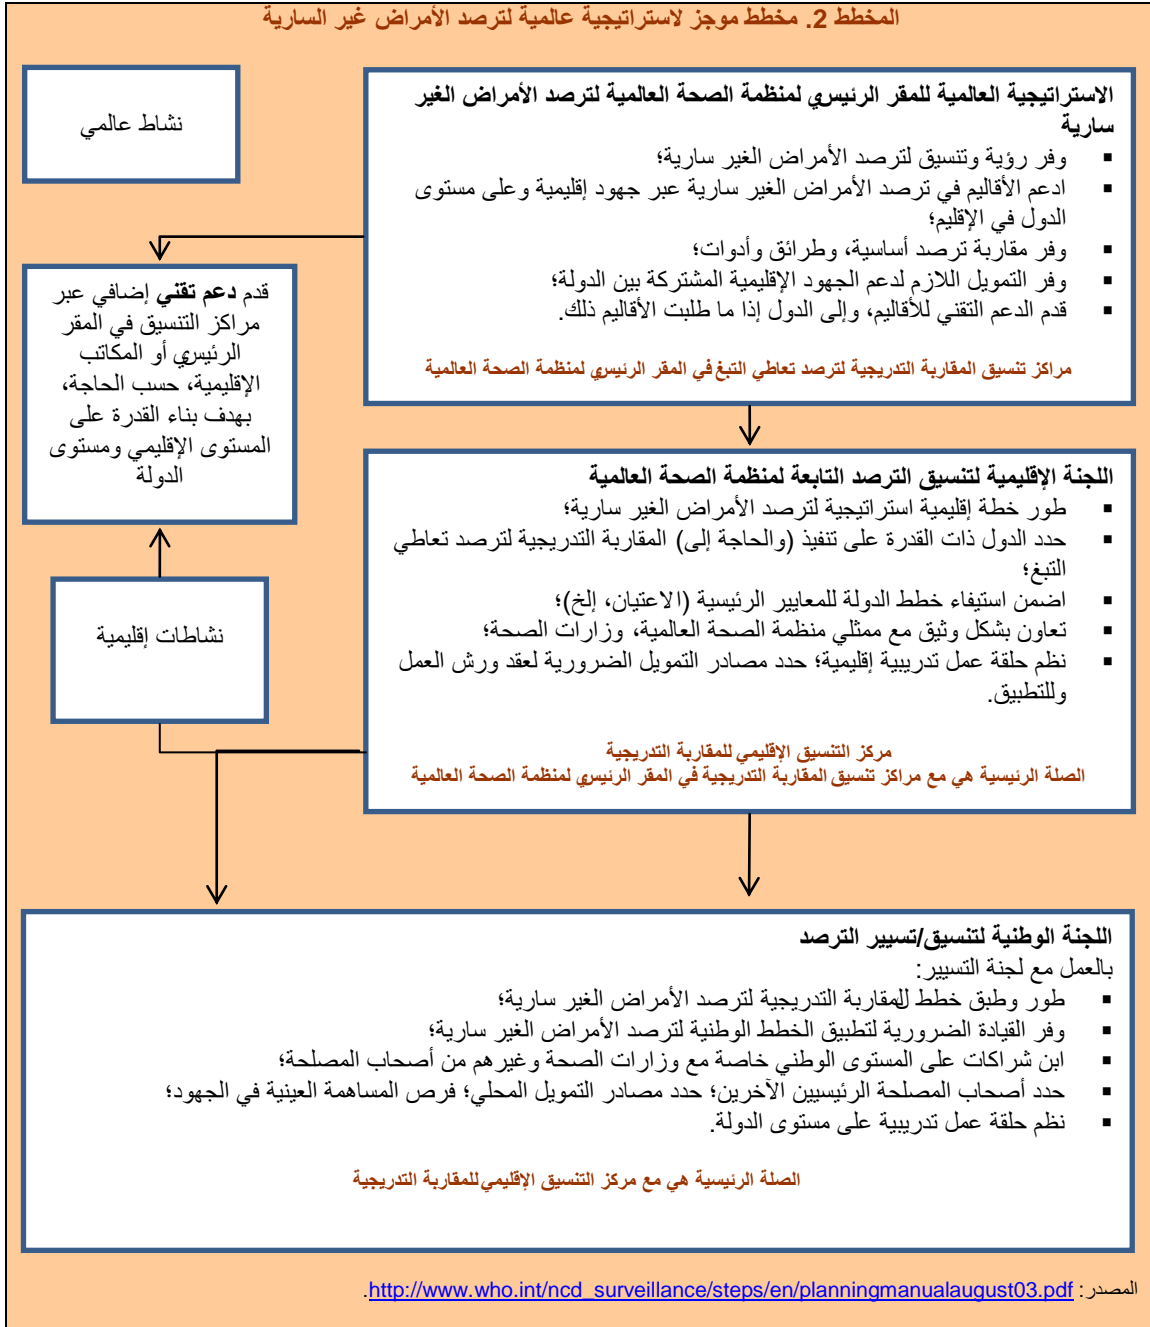 المخطط 2. مخطط موجز لاستراتيجية عالمية لترصد الأمراض غير السارية
الاستراتيجية العالمية للمقر الرئيسي لمنظمة الصحة العالمية لترصد الأمراض الغير
سارية
▪ وفر رؤية وتنسيق لترصد الأمراض الغير سارية؛
▪ ادعم الأقاليم في ترصد الأمراض الغير سارية عبر جهود إقليمية وعلى مستوى
الدول في الإقليم؛
▪ وفر مقاربة ترصد أساسية، وطرائق وأدوات؛
▪ وفر التمويل اللازم لدعم الجهود الإقليمية المشتركة بين الدولة؛
▪ قدم الدعم التقني للأقاليم، وإلى الدول إذا ما طلبت الأقاليم ذلك.
مراكز تنسيق المقاربة التدريجية لترصد تعاطي التبغ في المقر الرئيسي لمنظمة الصحة العالمية
نشاط عالمي
قدم دعم تقني إضافي عبر
مراكز التنسيق في المقر
الرئيسي أو المكاتب
الإقليمية، حسب الحاجة،
بهدف بناء القدرة على
المستوى الإقليمي ومستوى
الدولة
اللجنة الإقليمية لتنسيق الترصد التابعة لمنظمة الصحة العالمية
▪ طور خطة إقليمية استراتيجية لترصد الأمراض الغير سارية؛
▪ حدد الدول ذات القدرة على تنفيذ (والحاجة إلى) المقاربة التدريجية لترصد تعاطي
التبغ؛
▪ اضمن استيفاء خطط الدولة للمعايير الرئيسية (الاعتيان، إلخ)؛
▪ تعاون بشكل وثيق مع ممثلي منظمة الصحة العالمية، وزارات الصحة؛
▪ نظم حلقة عمل تدريبية إقليمية؛ حدد مصادر التمويل الضرورية لعقد ورش العمل
وللتطبيق.
مركز التنسيق الإقليمي للمقاربة التدريجية
الصلة الرئيسية هي مع مراكز تنسيق المقاربة التدريجية في المقر الرئيسي لمنظمة الصحة العالمية
نشاطات إقليمية
اللجنة الوطنية لتنسيق/تسيير الترصد
بالعمل مع لجنة التسيير:
▪ طور وطبق خطط للمقاربة التدريجية لترصد الأمراض الغير سارية؛
▪ وفر القيادة الضرورية لتطبيق الخطط الوطنية لترصد الأمراض الغير سارية؛
▪ ابن شراكات على المستوى الوطني خاصة مع وزارات الصحة وغيرهم من أصحاب المصلحة؛
▪ حدد أصحاب المصلحة الرئيسيين الآخرين؛ حدد مصادر التمويل المحلي؛ فرص المساهمة العينية في الجهود؛
▪ نظم حلقة عمل تدريبية على مستوى الدولة.
الصلة الرئيسية هي مع مركز التنسيق الإقليمي للمقاربة التدريجية
المصدر: http://www.who.int/ncd_surveillance/steps/en/planningmanualaugust03.pdf.